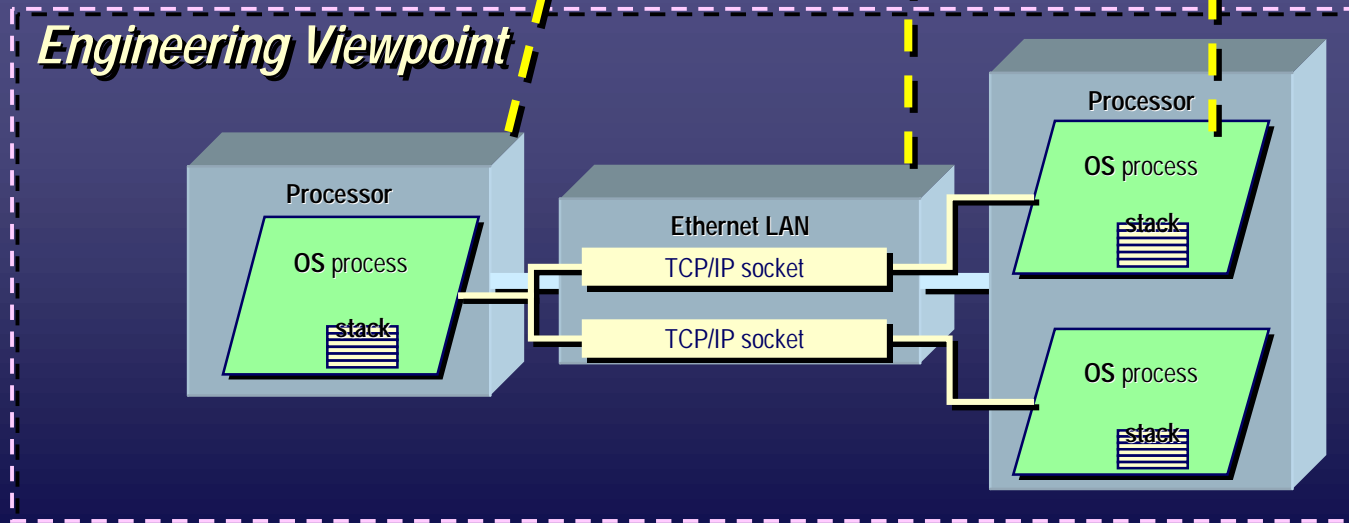 Engineering Viewpoint
Processor
OS process
stack
Ethernet LAN
TCP/IP socket
TCP/IP socket
Processor
OS process
stack
OS process
stack